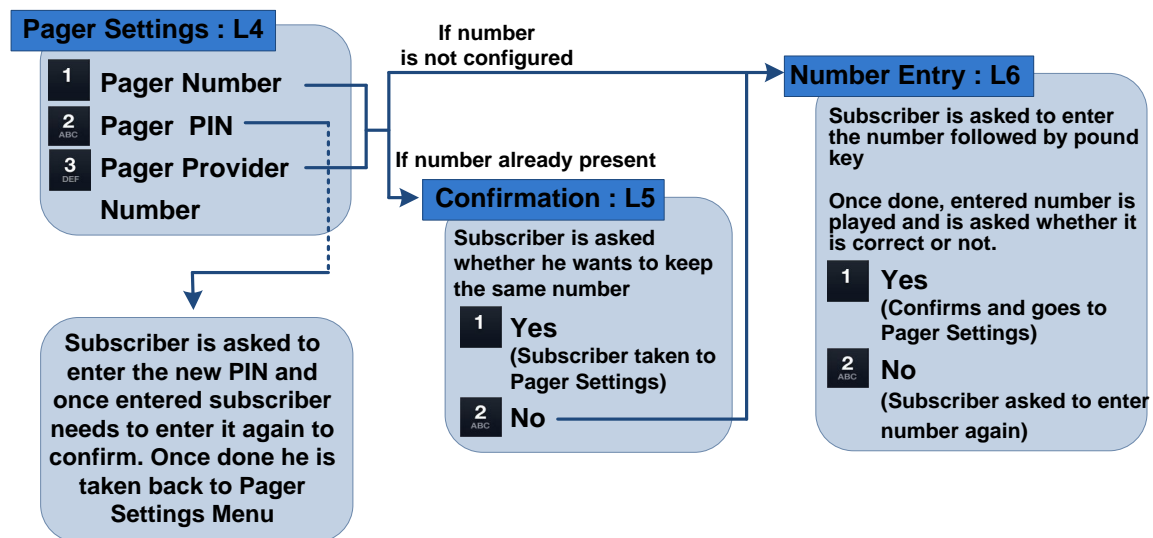 Pager Settings : L4
1
Pager Number
2
ABC
Pager PIN
3
DEF
Pager Provider
Number
If number
is not configured
If number already present
Subscriber is asked to
enter the new PIN and
once entered subscriber
needs to enter it again to
confirm. Once done he is
taken back to Pager
Settings Menu
Confirmation : L5
Subscriber is asked
whether he wants to keep
the same number
1
Yes
(Subscriber taken to
Pager Settings)
2
ABC
No
Number Entry : L6
Subscriber is asked to enter
the number followed by pound
key
Once done, entered number is
played and is asked whether it
is correct or not.
1
Yes
(Confirms and goes to
Pager Settings)
2
ABC
No
(Subscriber asked to enter
number again)